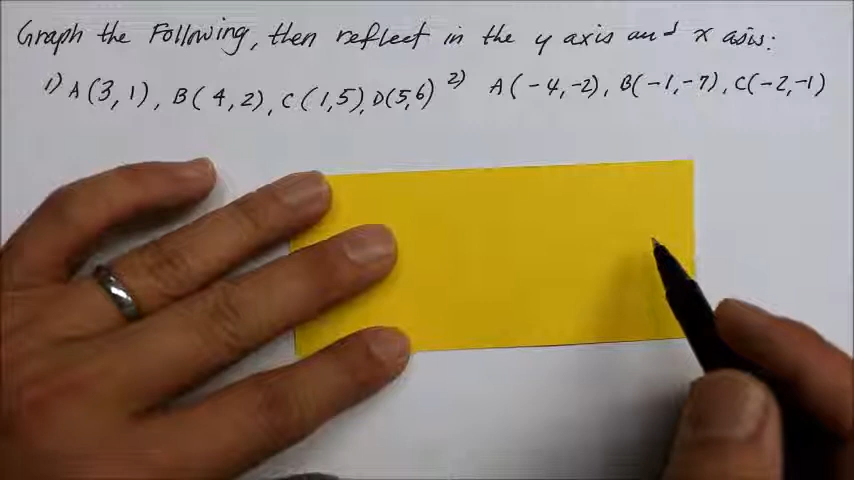 Graph the Following, then reflect in the y axis and x axis:
1) A(3,1), B(4,2), C(1,5), D(5,6) 2) A(-4,-2), B(-1,-7), C(-2,-1)